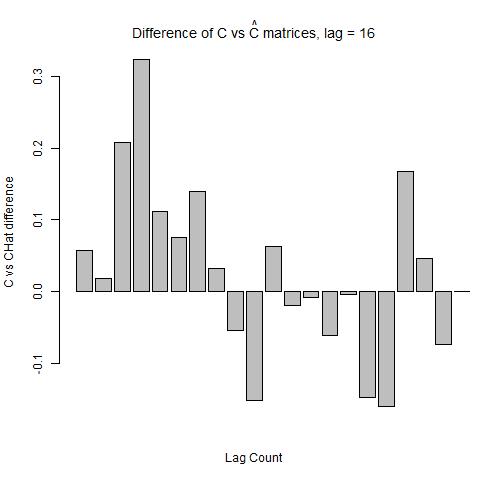 Difference of C vs Ĉ matrices, lag = 16
C vs CHat difference
0.3
0.2
0.1
0.0
-0.1
Lag Count